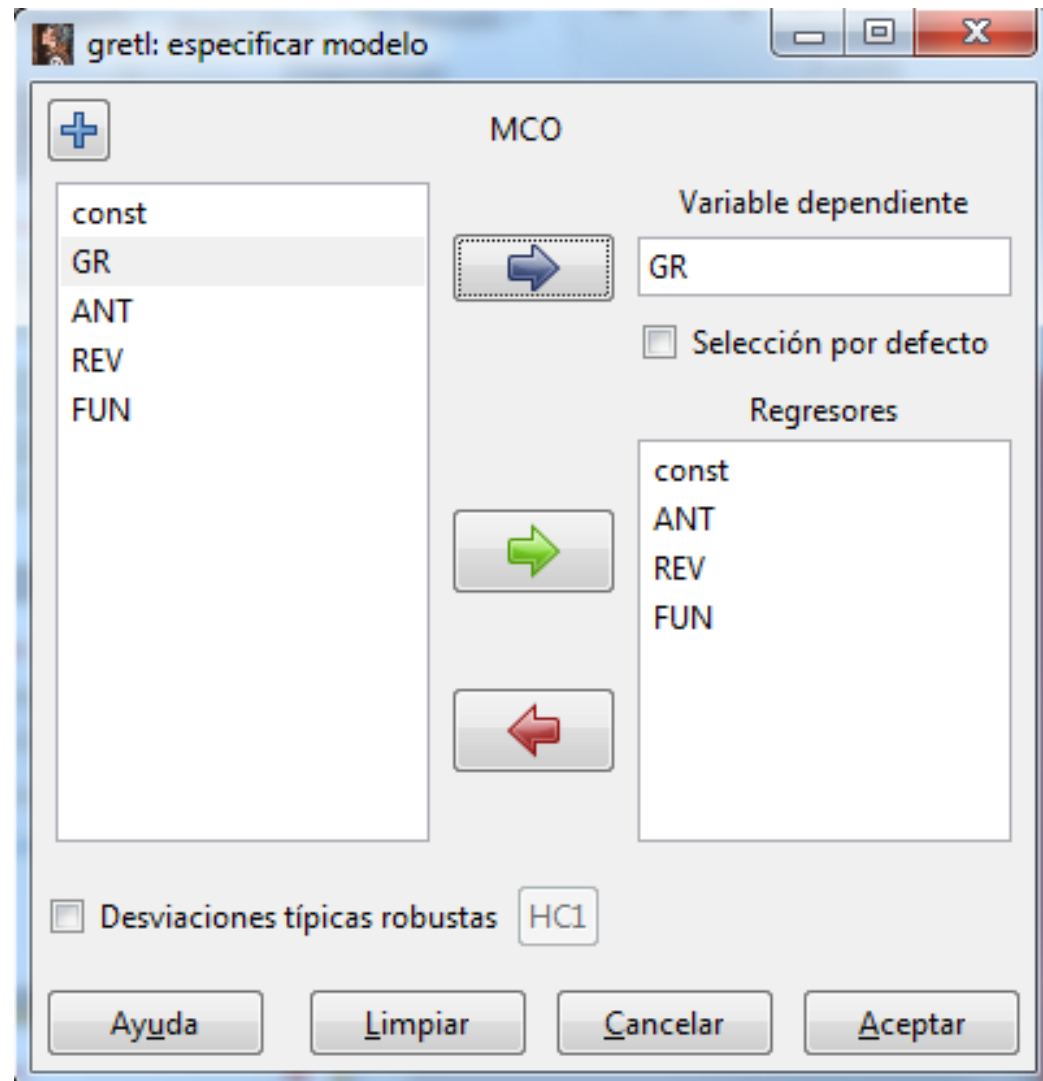 gretl: especificar modelo
MCO
const
GR
ANT
REV
FUN
Variable dependiente
GR
Selección por defecto
Regresores
const
ANT
REV
FUN
Desviaciones típicas robustas HC1
Ayuda Limpiar Cancelar Aceptar